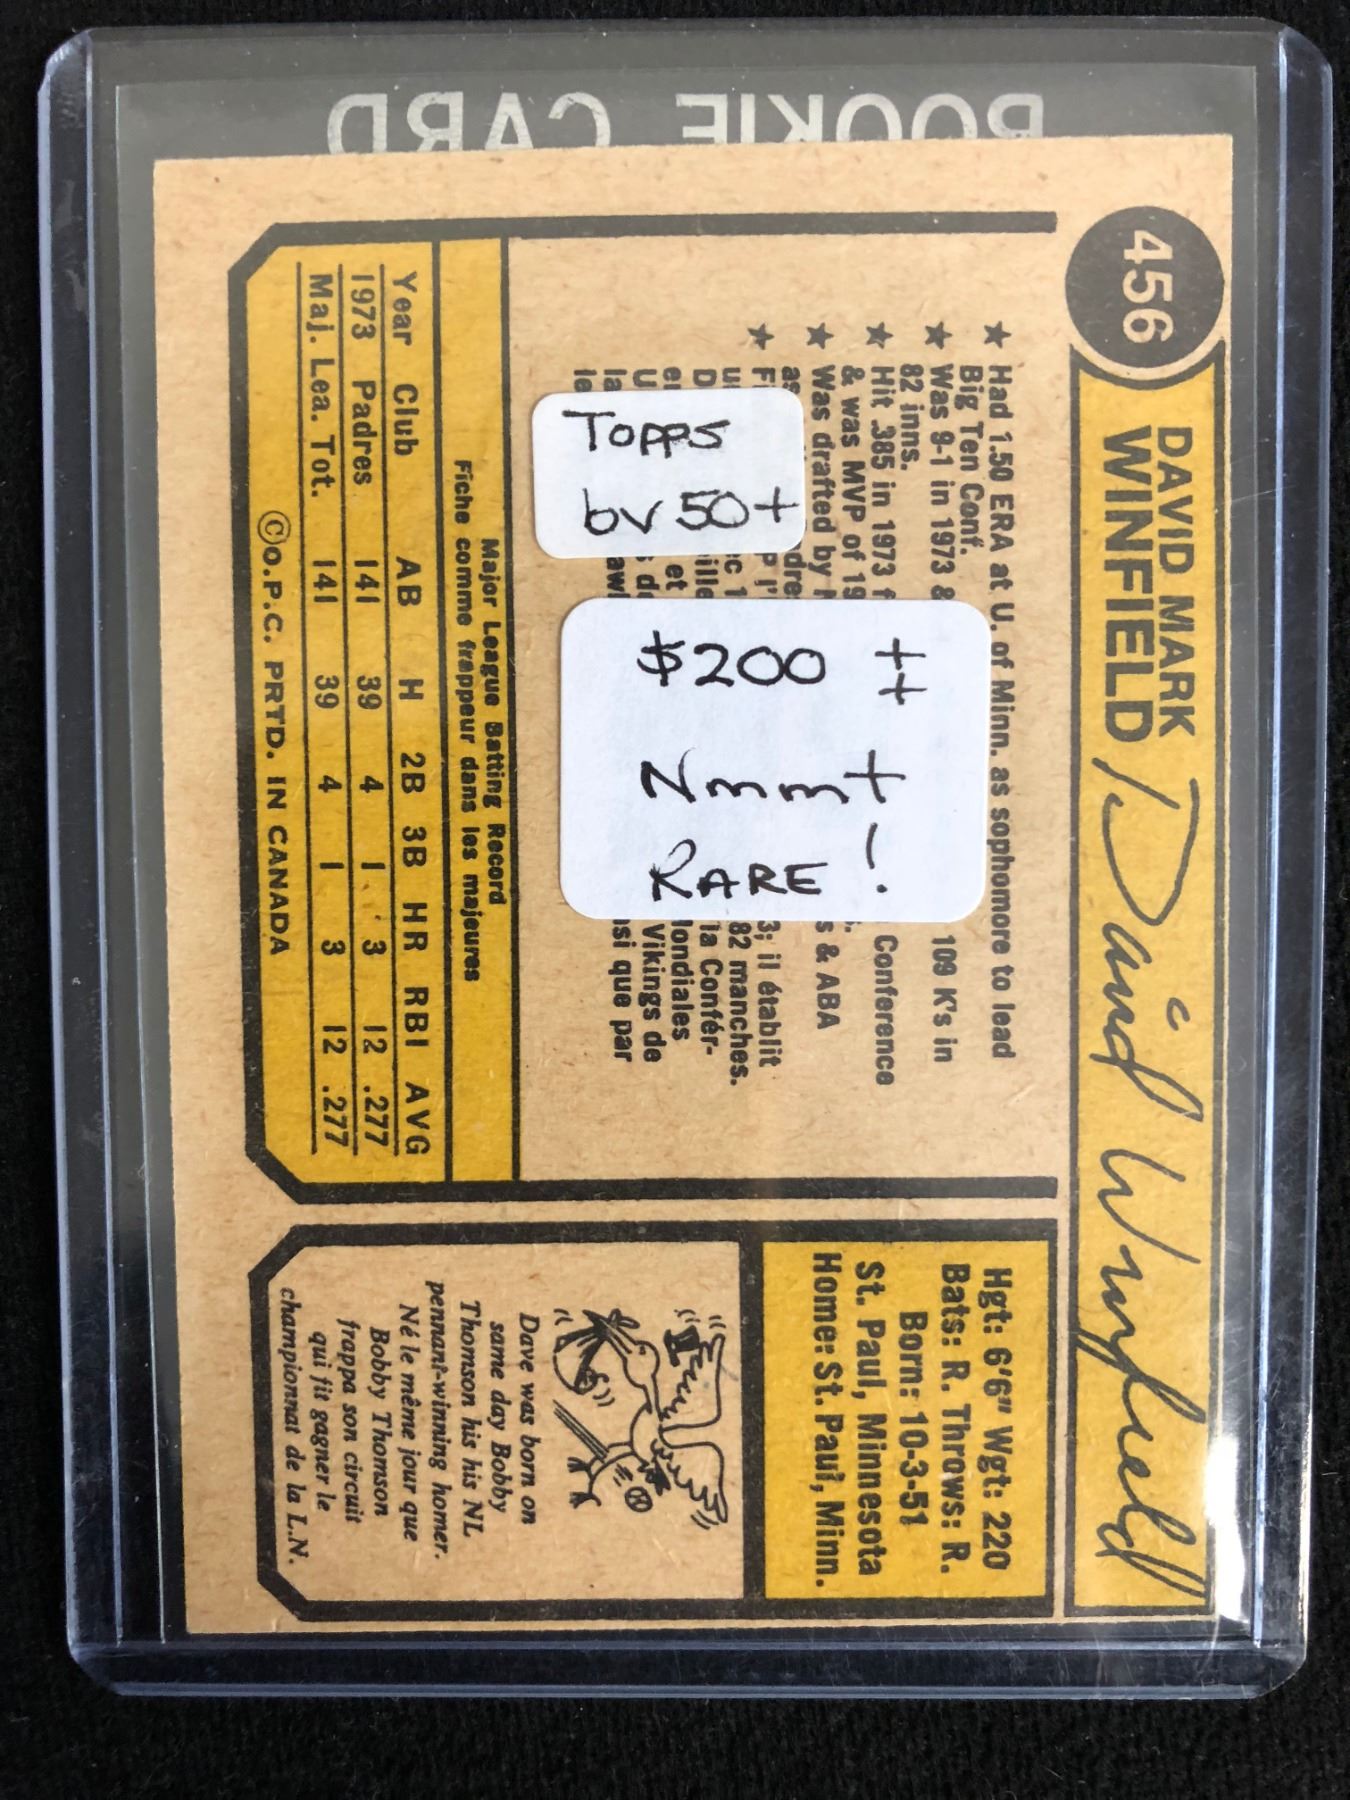 ROOKIE CARD
456
DAVID MARK
WINFIELD
David Winfield
★ Had 1.50 ERA at U. of Minn. as sophomore to lead
Big Ten Conf.
★ Was 9-1 in 1973 & 109 K's in
82 inns.
★ Hit .385 in 1973 f Conference
& was MVP of 19
★ Was drafted by s & ABA
★ 3; il établit
82 manches.
la Confér-
londiales
Vikings de
si que par
Topps
bv 50+
$200 ++
Nmm+
RARE!
Major League Batting Record
Fiche comme frappeur dans les majeures
Year Club AB H 2B 3B HR RBI AVG
1973 Padres 141 39 4 1 3 12 .277
Maj. Lea. Tot. 141 39 4 1 3 12 .277
©O.P.C. PRTD. IN CANADA
Hgt: 6'6" Wgt: 220
Bats: R. Throws: R.
Born: 10-3-51
St. Paul, Minnesota
Home: St. Paul, Minn.
Dave was born on
same day Bobby
Thomson his his NL
pennant-winning homer.
Né le même jour que
Bobby Thomson
frappa son circuit
qui fit gagner le
championnat de la L.N.